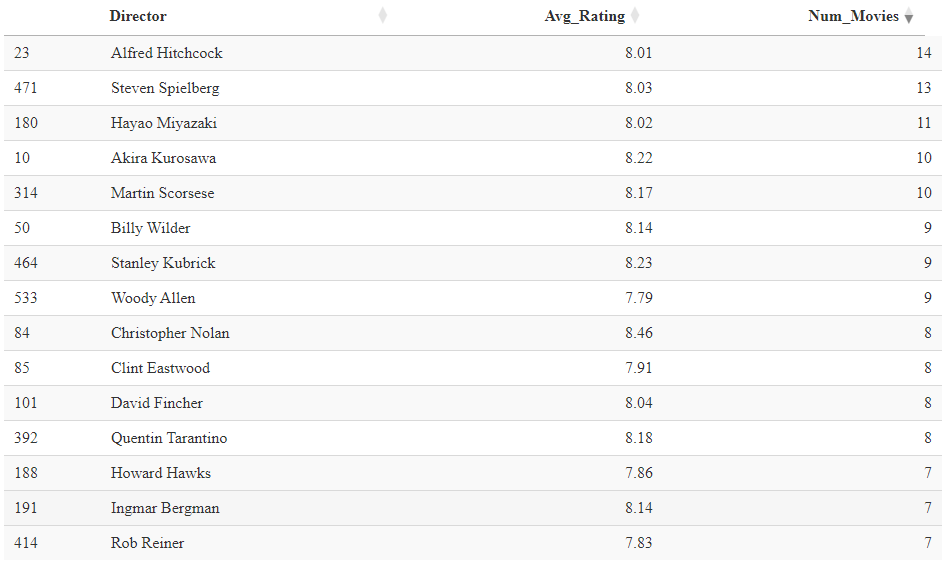 Director Avg_Rating Num_Movies
23 Alfred Hitchcock 8.01 14
471 Steven Spielberg 8.03 13
180 Hayao Miyazaki 8.02 11
10 Akira Kurosawa 8.22 10
314 Martin Scorsese 8.17 10
50 Billy Wilder 8.14 9
464 Stanley Kubrick 8.23 9
533 Woody Allen 7.79 9
84 Christopher Nolan 8.46 8
85 Clint Eastwood 7.91 8
101 David Fincher 8.04 8
392 Quentin Tarantino 8.18 8
188 Howard Hawks 7.86 7
191 Ingmar Bergman 8.14 7
414 Rob Reiner 7.83 7